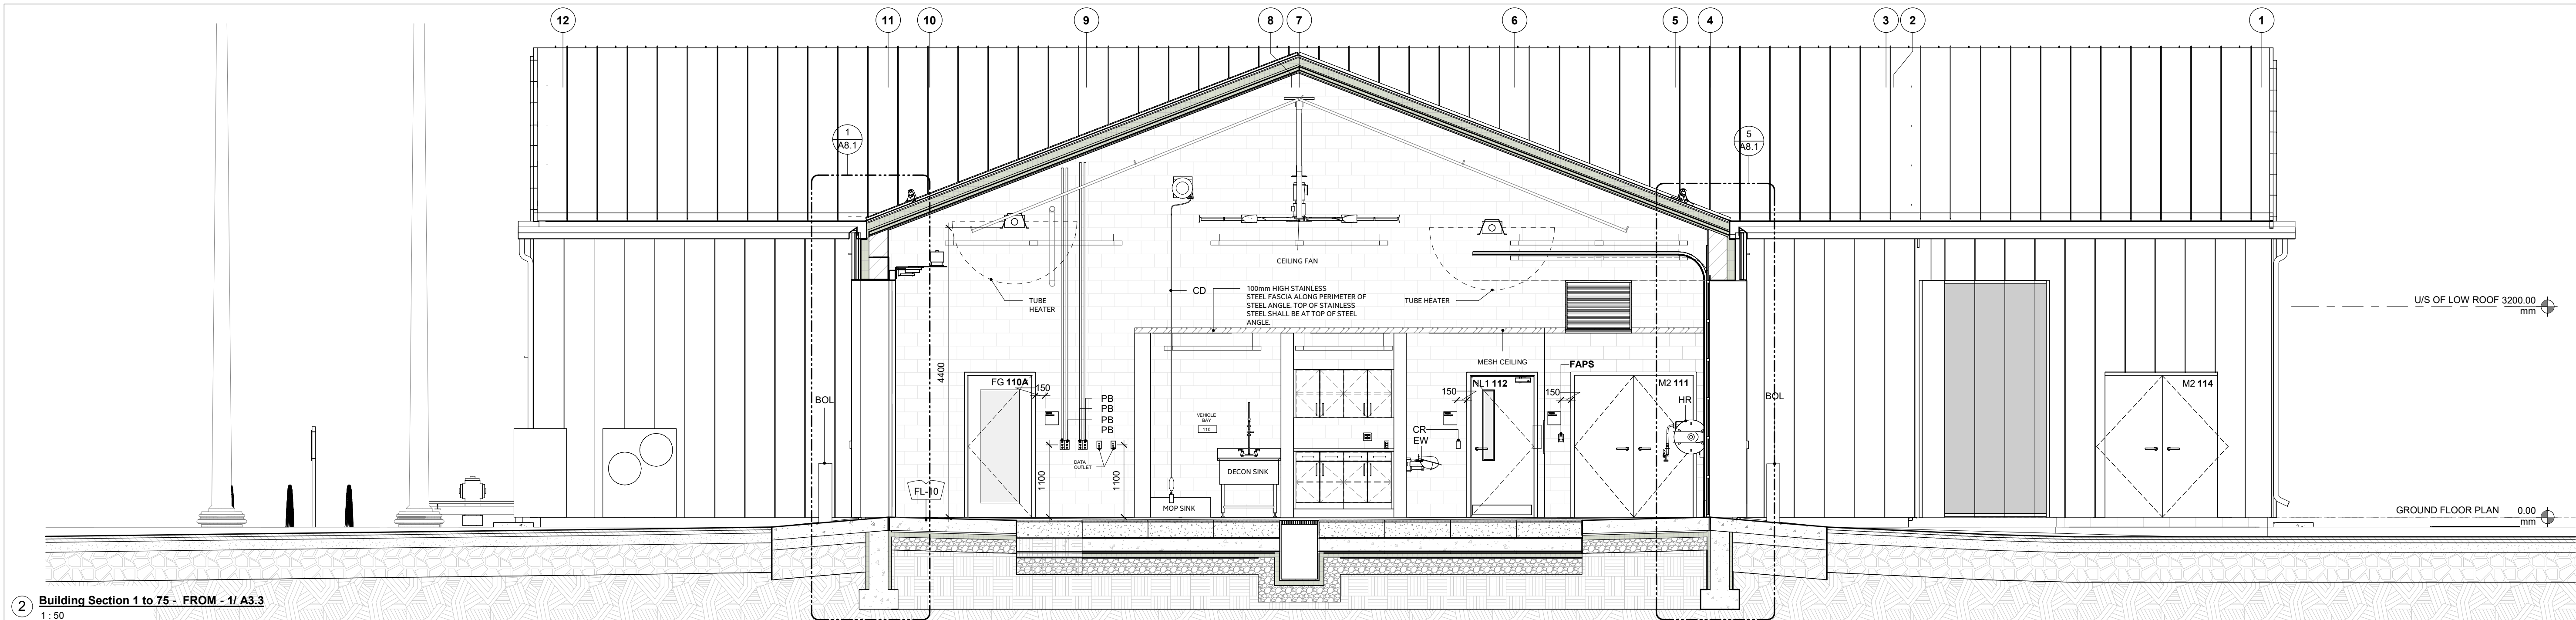 12
11
10
9
8
7
6
5
4
3
2
1
1
A8.1
5
A8.1
CEILING FAN
TUBE
HEATER
CD
100mm HIGH STAINLESS
STEEL FASCIA ALONG PERIMETER OF
STEEL ANGLE. TOP OF STAINLESS
STEEL SHALL BE AT TOP OF STEEL
ANGLE.
TUBE HEATER
U/S OF LOW ROOF 3200.00
mm
4400
MESH CEILING
FAPS
FG 110A
150
NL1 112
150
150
M2 111
M2 114
BOL
PB
PB
PB
PB
VEHICLE
BAY
110
CR
EW
HR
BOL
DATA
OUTLET
1100
1100
DECON SINK
FL-10
MOP SINK
GROUND FLOOR PLAN 0.00
mm
2 Building Section 1 to 75 - FROM - 1/ A3.3
1 : 50